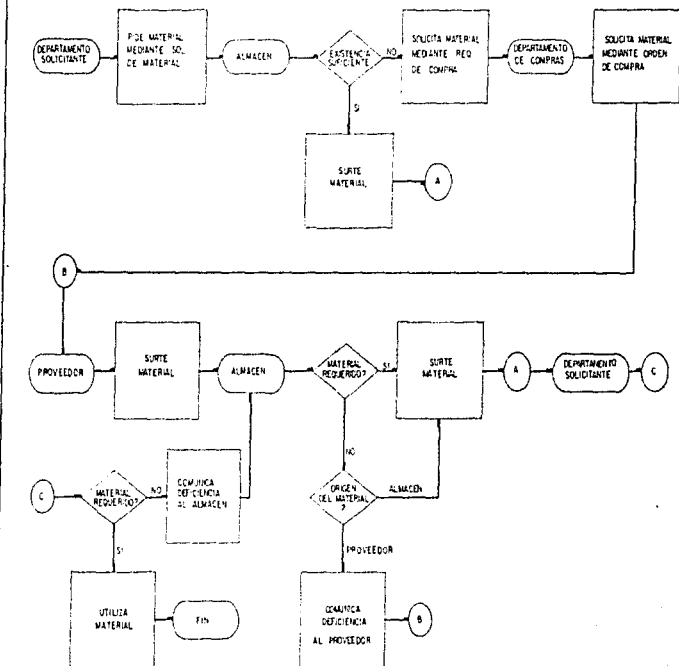 DEPARTAMENTO
SOLICITANTE
PIDE MATERIAL
MEDIANTE SOL
DE MATERIAL
ALMACEN
EXISTENCIA
SUFICIENTE
NO
SOLICITA MATERIAL
MEDIANTE REQ
DE COMPRA
DEPARTAMENTO
DE COMPRAS
SOLICITA MATERIAL
MEDIANTE ORDEN
DE COMPRA
SI
SURTE
MATERIAL
A
B
PROVEEDOR
SURTE
MATERIAL
ALMACEN
MATERIAL
REQUERIDO?
SI
SURTE
MATERIAL
A
DEPARTAMENTO
SOLICITANTE
C
NO
C
MATERIAL
REQUERIDO?
NO
COMUNICA
DEFICIENCIA
AL ALMACEN
ORIGEN
DEL MATERIAL
?
ALMACEN
SI
PROVEEDOR
UTILIZA
MATERIAL
FIN
COMUNICA
DEFICIENCIA
AL PROVEEDOR
B